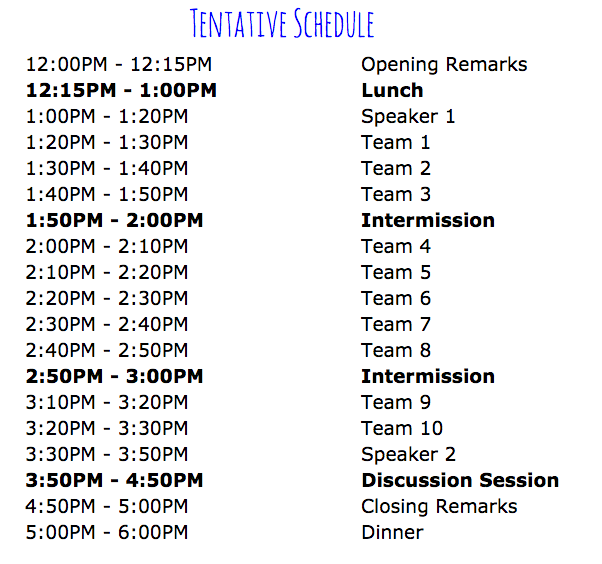 Tentative Schedule
12:00PM - 12:15PM Opening Remarks
12:15PM - 1:00PM Lunch
1:00PM - 1:20PM Speaker 1
1:20PM - 1:30PM Team 1
1:30PM - 1:40PM Team 2
1:40PM - 1:50PM Team 3
1:50PM - 2:00PM Intermission
2:00PM - 2:10PM Team 4
2:10PM - 2:20PM Team 5
2:20PM - 2:30PM Team 6
2:30PM - 2:40PM Team 7
2:40PM - 2:50PM Team 8
2:50PM - 3:00PM Intermission
3:10PM - 3:20PM Team 9
3:20PM - 3:30PM Team 10
3:30PM - 3:50PM Speaker 2
3:50PM - 4:50PM Discussion Session
4:50PM - 5:00PM Closing Remarks
5:00PM - 6:00PM Dinner